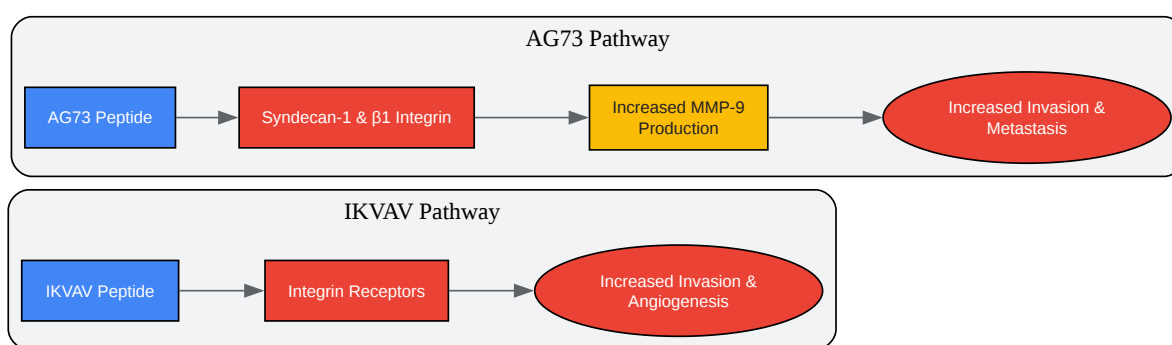 AG73 Pathway
AG73 Peptide
Syndecan-1 & β1 Integrin
Increased MMP-9
Production
Increased Invasion &
Metastasis
IKVAV Pathway
IKVAV Peptide
Integrin Receptors
Increased Invasion &
Angiogenesis